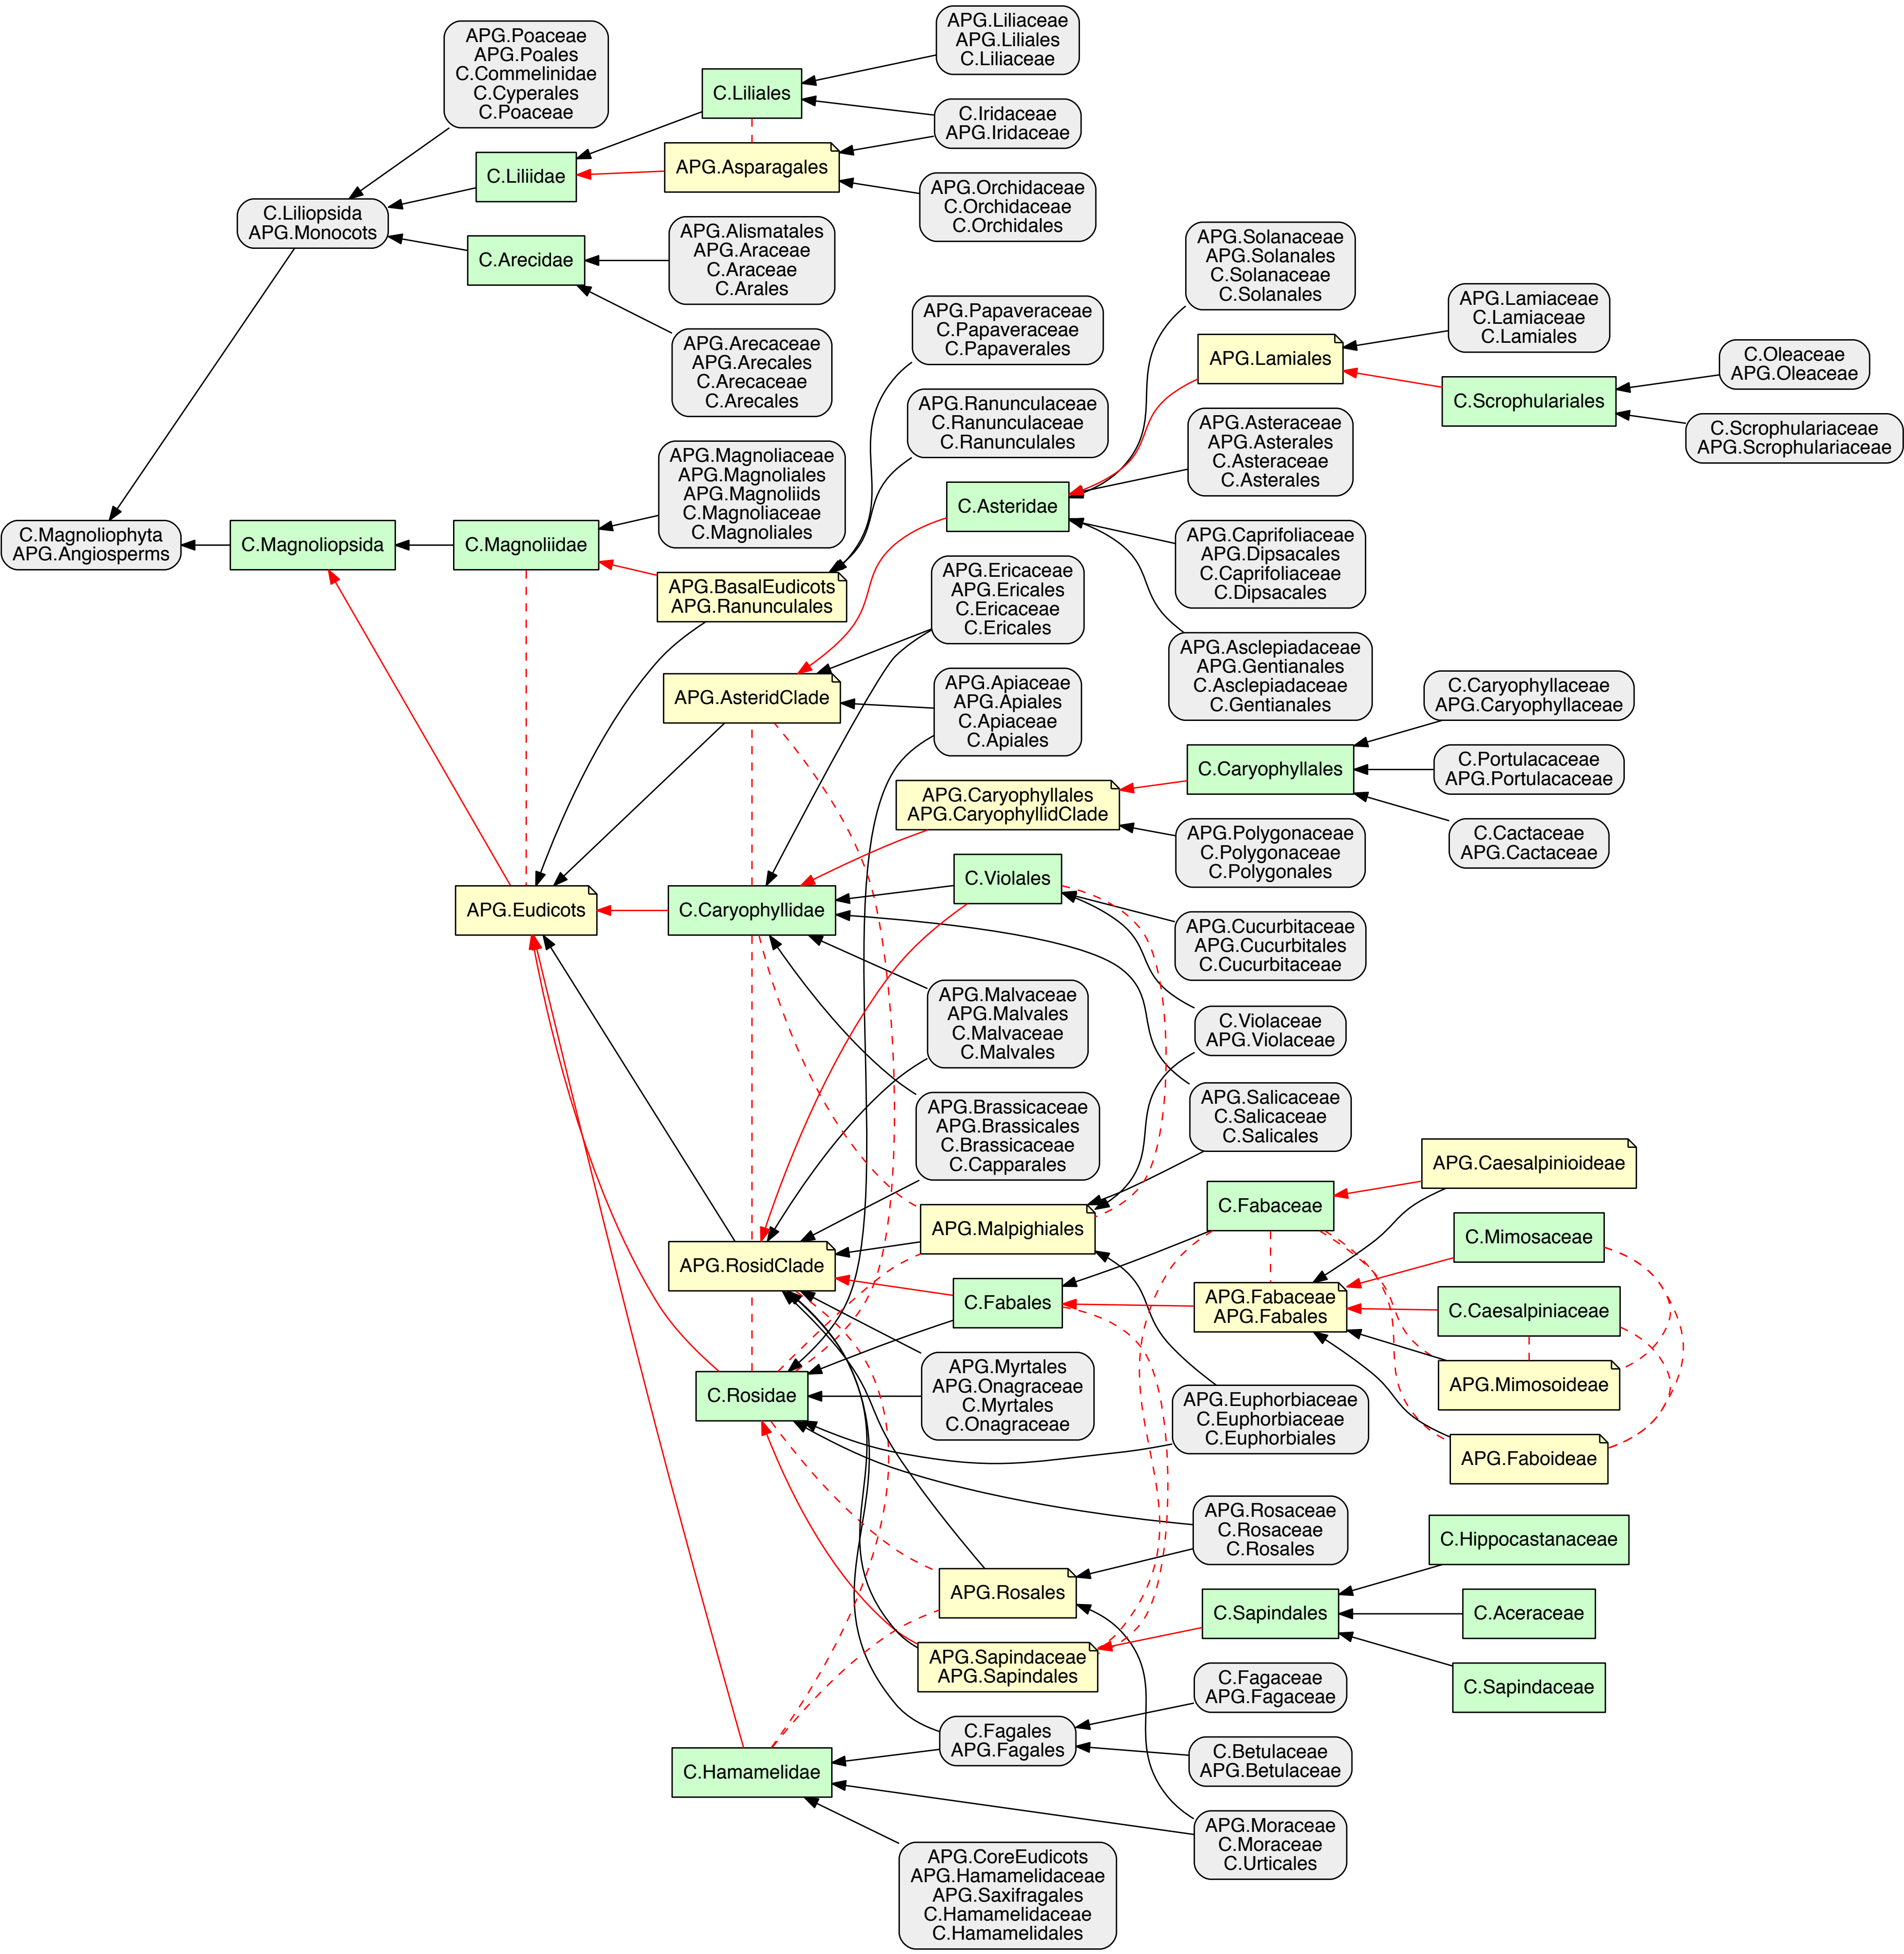 APG.Liliaceae
APG.Liliales
C.Liliaceae
APG.Poaceae
APG.Poales
C.Commelinidae
C.Cyperales
C.Poaceae
C.Liliales
C.Iridaceae
APG.Iridaceae
APG.Asparagales
C.Liliidae
APG.Orchidaceae
C.Orchidaceae
C.Orchidales
C.Liliopsida
APG.Monocots
APG.Alismatales
APG.Araceae
C.Araceae
C.Arales
C.Arecidae
APG.Solanaceae
APG.Solanales
C.Solanaceae
C.Solanales
APG.Lamiaceae
C.Lamiaceae
C.Lamiales
APG.Papaveraceae
C.Papaveraceae
C.Papaverales
APG.Arecaceae
APG.Arecales
C.Arecaceae
C.Arecales
APG.Lamiales
C.Oleaceae
APG.Oleaceae
C.Scrophulariales
APG.Ranunculaceae
C.Ranunculaceae
C.Ranunculales
APG.Asteraceae
APG.Asterales
C.Asteraceae
C.Asterales
C.Scrophulariaceae
APG.Scrophulariaceae
APG.Magnoliaceae
APG.Magnoliales
APG.Magnoliids
C.Magnoliaceae
C.Magnoliales
C.Asteridae
C.Magnoliophyta
APG.Angiosperms
C.Magnoliopsida
C.Magnoliidae
APG.Caprifoliaceae
APG.Dipsacales
C.Caprifoliaceae
C.Dipsacales
APG.BasalEudicots
APG.Ranunculales
APG.Ericaceae
APG.Ericales
C.Ericaceae
C.Ericales
APG.Asclepiadaceae
APG.Gentianales
C.Asclepiadaceae
C.Gentianales
APG.AsteridClade
APG.Apiaceae
APG.Apiales
C.Apiaceae
C.Apiales
C.Caryophyllaceae
APG.Caryophyllaceae
C.Caryophyllales
C.Portulacaceae
APG.Portulacaceae
APG.Caryophyllales
APG.CaryophyllidClade
APG.Polygonaceae
C.Polygonaceae
C.Polygonales
C.Cactaceae
APG.Cactaceae
C.Violales
APG.Eudicots
C.Caryophyllidae
APG.Cucurbitaceae
APG.Cucurbitales
C.Cucurbitaceae
APG.Malvaceae
APG.Malvales
C.Malvaceae
C.Malvales
C.Violaceae
APG.Violaceae
APG.Brassicaceae
APG.Brassicales
C.Brassicaceae
C.Capparales
APG.Salicaceae
C.Salicaceae
C.Salicales
APG.Caesalpinioideae
C.Fabaceae
APG.Malpighiales
C.Mimosaceae
APG.RosidClade
C.Fabales
APG.Fabaceae
APG.Fabales
C.Caesalpiniaceae
APG.Mimosoideae
C.Rosidae
APG.Myrtales
APG.Onagraceae
C.Myrtales
C.Onagraceae
APG.Euphorbiaceae
C.Euphorbiaceae
C.Euphorbiales
APG.Faboideae
APG.Rosaceae
C.Rosaceae
C.Rosales
C.Hippocastanaceae
APG.Rosales
C.Sapindales
C.Aceraceae
APG.Sapindaceae
APG.Sapindales
C.Sapindaceae
C.Fagaceae
APG.Fagaceae
C.Fagales
APG.Fagales
C.Betulaceae
APG.Betulaceae
C.Hamamelidae
APG.Moraceae
C.Moraceae
C.Urticales
APG.CoreEudicots
APG.Hamamelidaceae
APG.Saxifragales
C.Hamamelidaceae
C.Hamamelidales